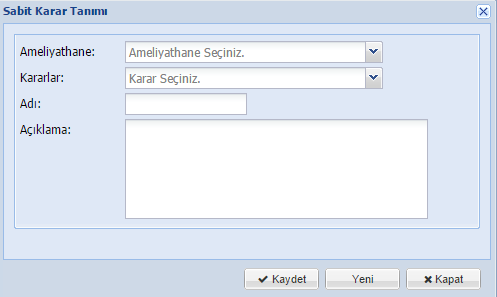 Sabit Karar Tanımı
Ameliyathane: Ameliyathane Seçiniz.
Kararlar: Karar Seçiniz.
Adı:
Açıklama:
Kaydet Yeni Kapat